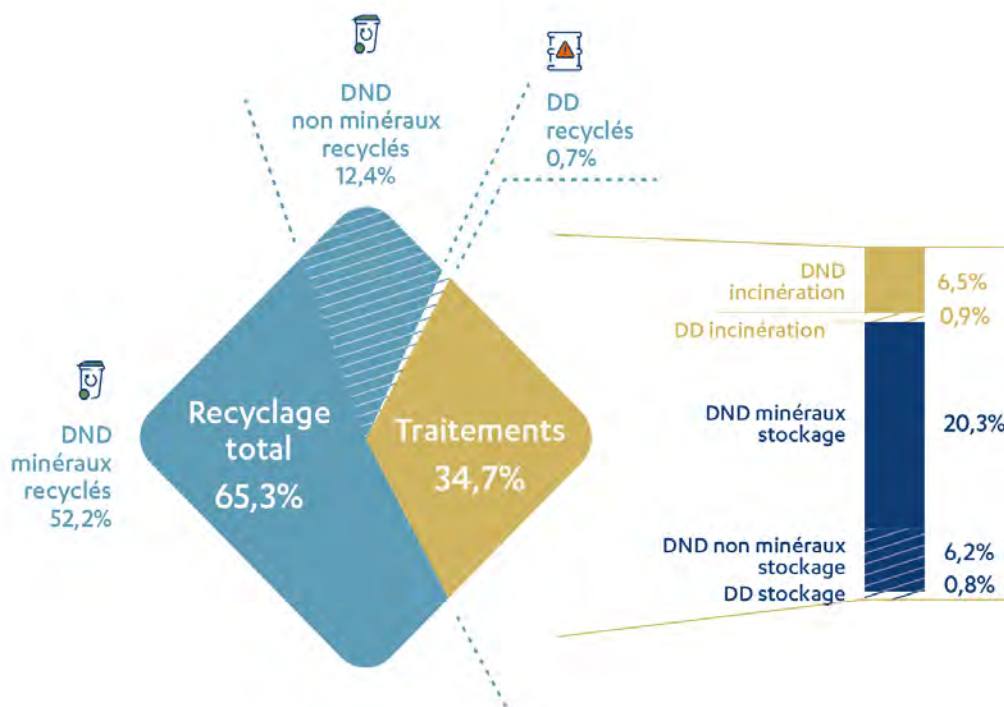 DND
non minéraux
recyclés
12,4%
DD
recyclés
0,7%
DND
minéraux
recyclés
52,2%
Recyclage
total
65,3%
Traitements
34,7%
DND
incinération
6,5%
DD incinération
0,9%
DND minéraux
stockage
20,3%
DND non minéraux
stockage
6,2%
DD stockage
0,8%